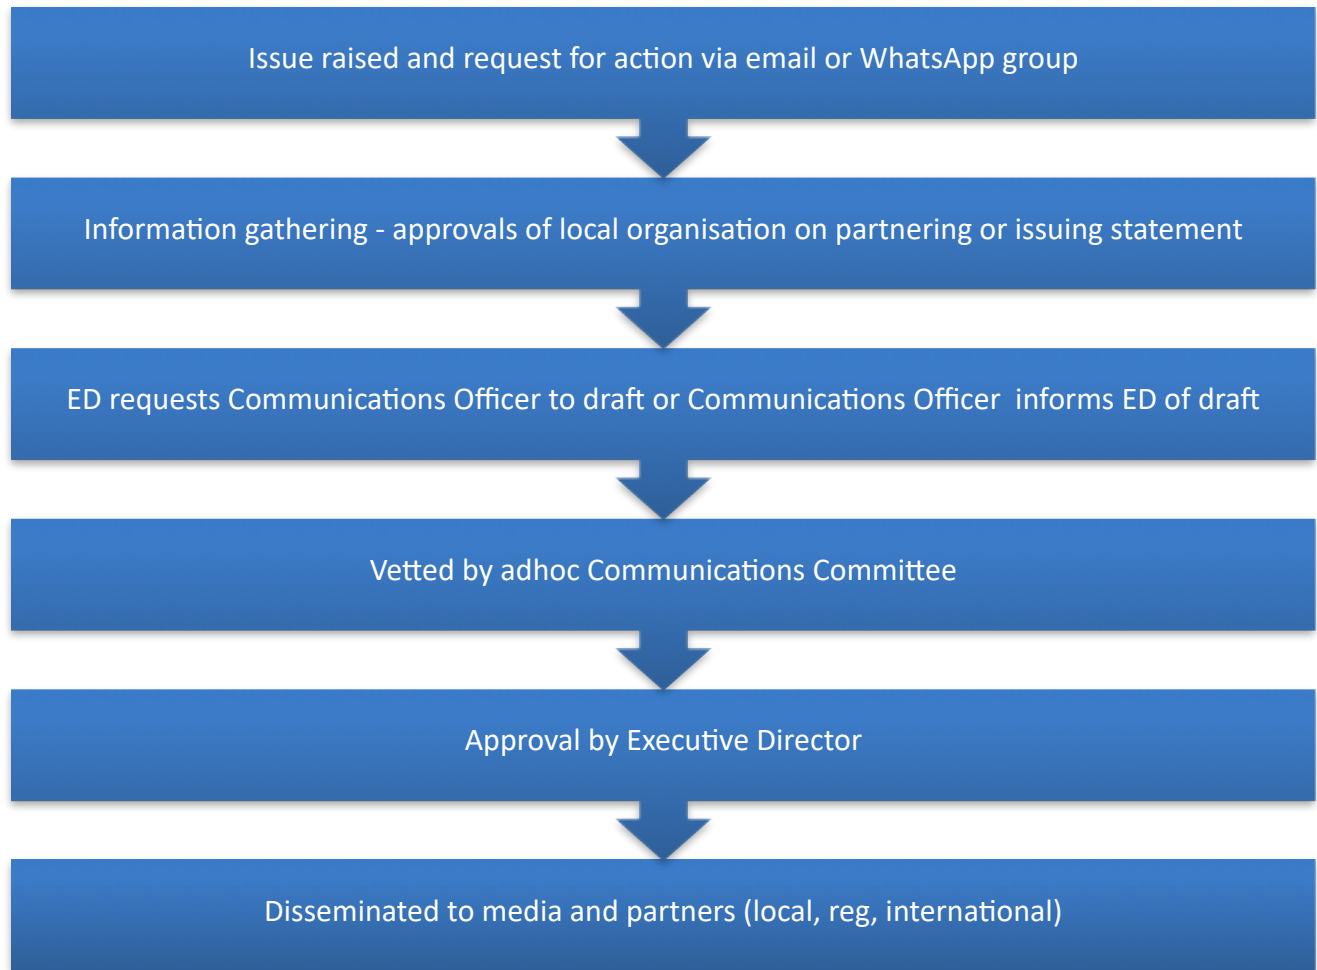 Issue raised and request for action via email or WhatsApp group
Information gathering - approvals of local organisation on partnering or issuing statement
ED requests Communications Officer to draft or Communications Officer  informs ED of draft
Vetted by adhoc Communications Committee
Approval by Executive Director
Disseminated to media and partners (local, reg, international)